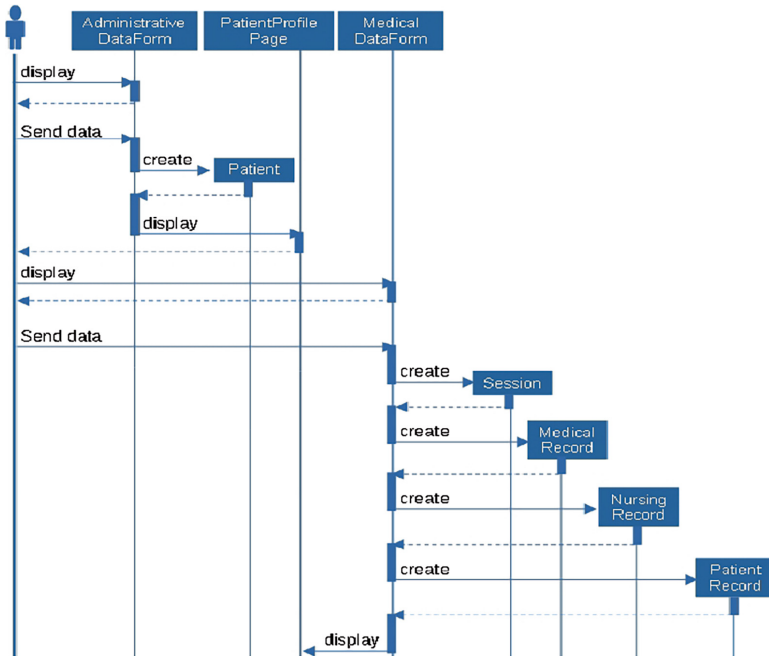 Administrative
DataForm
PatientProfile
Page
Medical
DataForm
display
Send data
create
Patient
display
display
Send data
create
Session
create
Medical
Record
create
Nursing
Record
create
Patient
Record
display